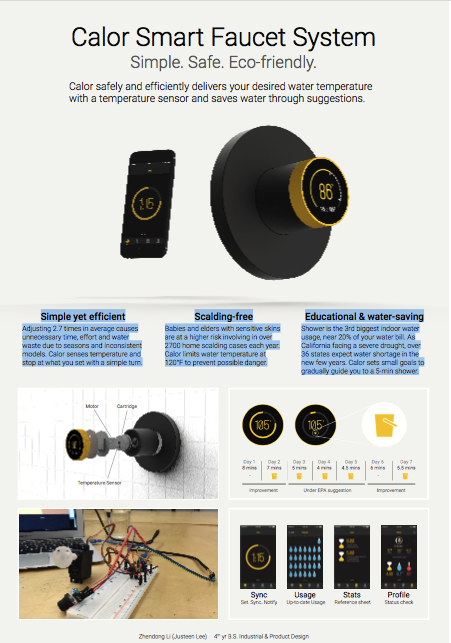 Calor Smart Faucet System
Simple. Safe. Eco-friendly.
Calor safely and efficiently delivers your desired water temperature
with a temperature sensor and saves water through suggestions.
1:15
86°
Simple yet efficient
Adjusting 2.7 times in average causes
unnecessary time, effort and water
waste due to seasons and inconsistent
models. Calor senses temperature and
stop at what you set with a simple turn.
Scalding-free
Babies and elders with sensitive skins
are at a higher risk involving in over
2700 home scalding cases each year.
Calor limits water temperature at
120°F to prevent possible danger.
Educational & water-saving
Shower is the 3rd biggest indoor water
usage, near 20% of your water bill. As
California facing a severe drought, over
36 states expect water shortage in the
new few years. Calor sets small goals to
gradually guide you to a 5-min shower.
Motor
Cartridge
Temperature Sensor
105
105
Day 1 Day 2 Day 3 Day 4 Day 5 Day 6 Day 7
8 mins 7 mins 5 mins 4 mins 4.5 mins 6 mins 5.5 mins
Improvement Under EPA suggestion Improvement
1:15
Sync
Set. Sync. Notify.
Usage
Up-to-date Usage
Stats
Reference sheet
Profile
Status check
Zhendong Li (Justeen Lee) 4th yr B.S. Industrial & Product Design